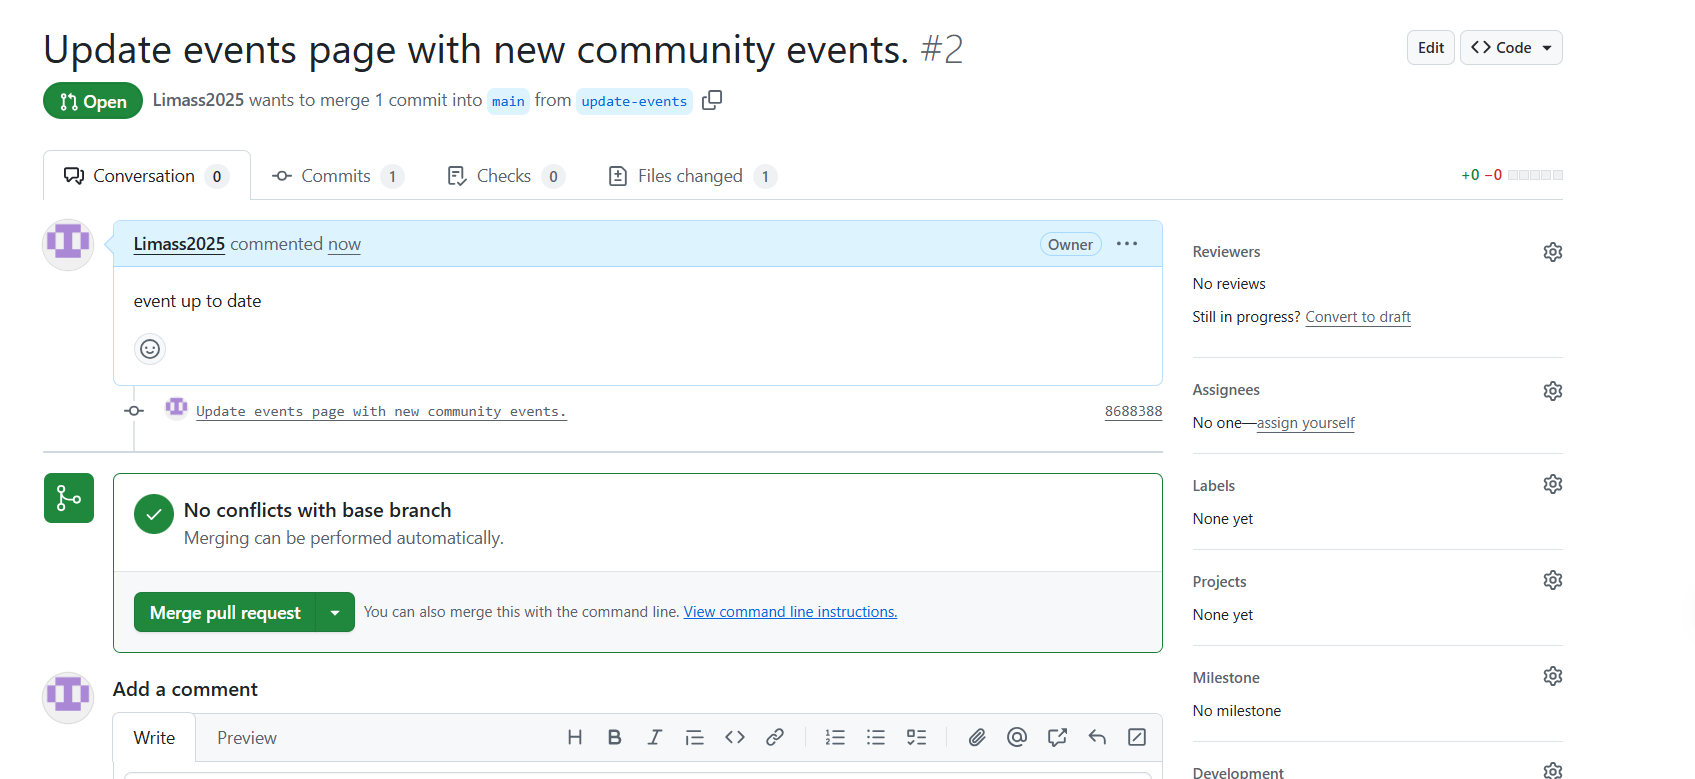 Update events page with new community events. #2
Edit
Code
Open
Limass2025 wants to merge 1 commit into main from update-events
Conversation 0
Commits 1
Checks 0
Files changed 1
+0 −0
Limass2025 commented now
Owner
event up to date
Update events page with new community events.
8688388
No conflicts with base branch
Merging can be performed automatically.
Merge pull request
You can also merge this with the command line. View command line instructions.
Add a comment
Write
Preview
Reviewers
No reviews
Still in progress? Convert to draft
Assignees
No one—assign yourself
Labels
None yet
Projects
None yet
Milestone
No milestone
Development